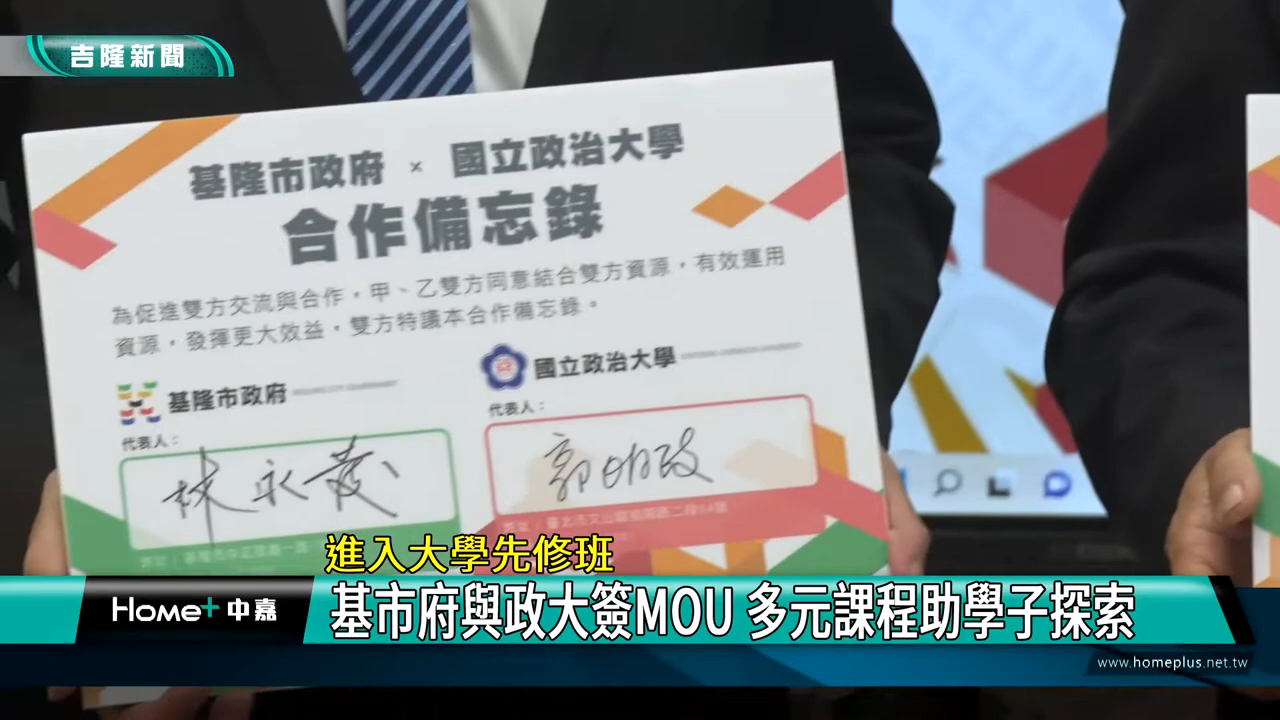 吉隆新聞
基隆市政府 × 國立政治大學
合作備忘錄
為促進雙方交流與合作，甲、乙雙方同意結合雙方資源，有效運用
資源，發揮更大效益，雙方特議本合作備忘錄。
基隆市政府
國立政治大學
代表人：
代表人：
林永發
郭明政
進入大學先修班
Home+ 中嘉
基市府與政大簽MOU 多元課程助學子探索
www.homeplus.net.tw